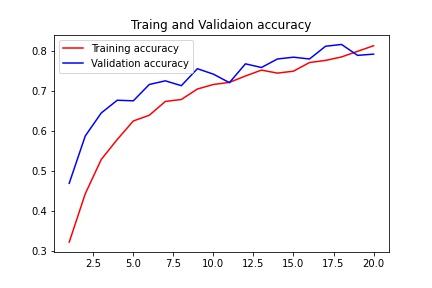 Traing and Validaion accuracy
Training accuracy
Validation accuracy
0.8
0.7
0.6
0.5
0.4
0.3
2.5 5.0 7.5 10.0 12.5 15.0 17.5 20.0